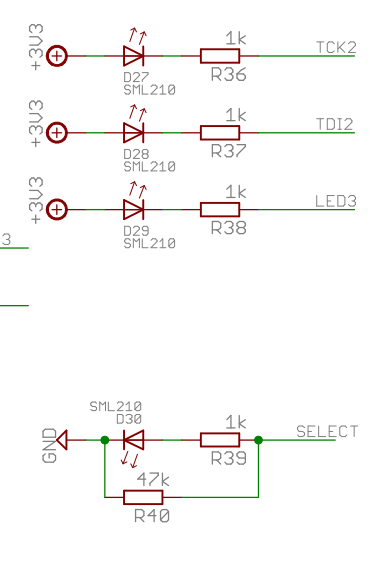 +3V3
1k
TCK2
D27
SML210
R36
+3V3
1k
TDI2
D28
SML210
R37
+3V3
1k
LED3
D29
SML210
R38
3
SML210
D30
1k
SELECT
GND
R39
47k
R40